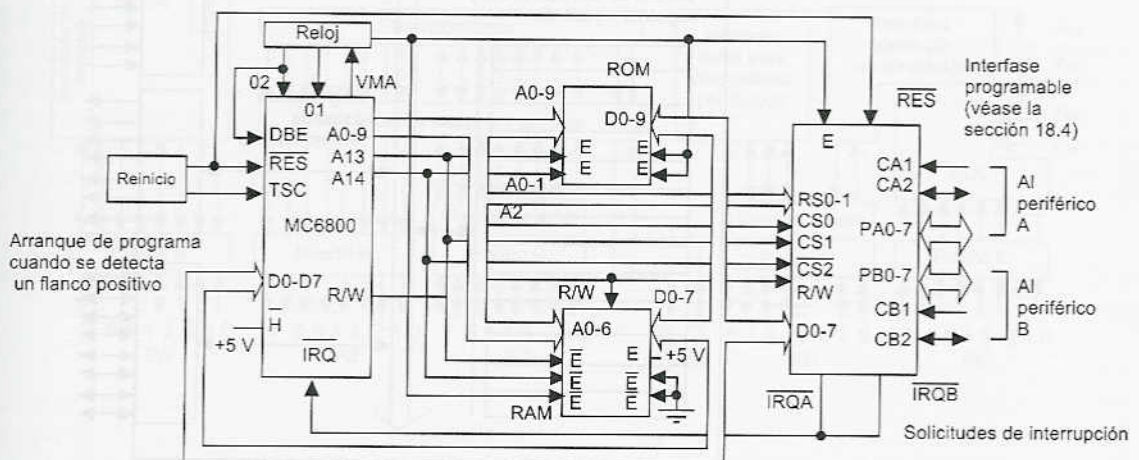 Reloj
02
01
VMA
DBE
RES
TSC
A0-9
A13
A14
MC6800
D0-D7
R/W
H
+5 V
IRQ
Reinicio
Arranque de programa
cuando se detecta
un flanco positivo
ROM
A0-9
D0-9
E
E
E
E
A0-1
A2
R/W
D0-7
A0-6
E
E
E
E
E
E
+5 V
RAM
RES
E
RS0-1
CS0
CS1
CS2
R/W
D0-7
CA1
CA2
PA0-7
PB0-7
CB1
CB2
IRQA
IRQB
Interfase
programable
(véase la
sección 18.4)
Al
periférico
A
Al
periférico
B
Solicitudes de interrupción